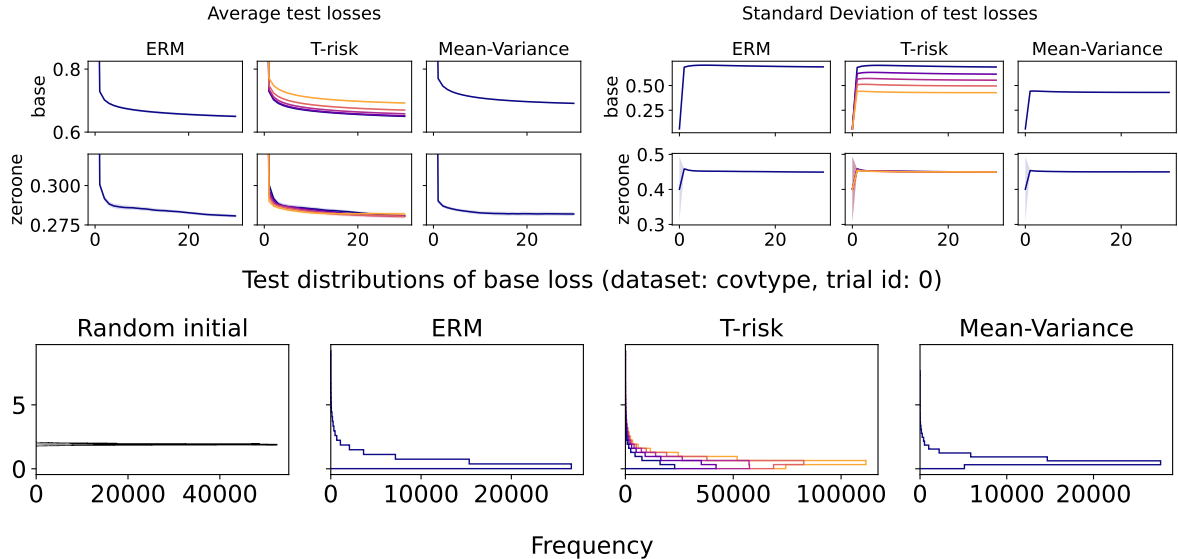 Average test losses
Standard Deviation of test losses
ERM
T-risk
Mean-Variance
ERM
T-risk
Mean-Variance
base
0.8
0.6
base
0.50
0.25
zeroone
0.300
0.275
zeroone
0.5
0.4
0.3
0 20
0 20
0 20
0 20
0 20
0 20
Test distributions of base loss (dataset: covtype, trial id: 0)
Random initial
ERM
T-risk
Mean-Variance
5
0
0 20000 40000
0 10000 20000
0 50000 100000
0 10000 20000
Frequency